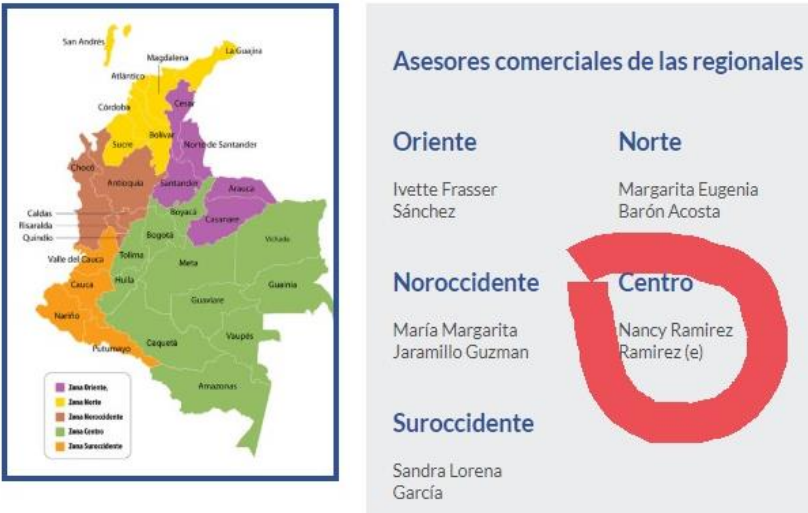 San Andrés
La Guajira
Magdalena
Atlántico
Cesar
Córdoba
Bolívar
Sucre
Norte de Santander
Chocó
Antioquia
Santander
Arauca
Caldas
Boyacá
Casanare
Risaralda
Quindío
Bogotá
Vichada
Valle del Cauca
Tolima
Meta
Cauca
Huila
Guainia
Guaviare
Nariño
Vaupés
Putumayo
Caquetá
Amazonas
Zona Oriente,
Zona Norte
Zona Noroccidente
Zona Centro
Zona Suroccidente
Asesores comerciales de las regionales
Oriente
Ivette Frasser
Sánchez
Norte
Margarita Eugenia
Barón Acosta
Noroccidente
María Margarita
Jaramillo Guzman
Centro
Nancy Ramirez
Ramirez (e)
Suroccidente
Sandra Lorena
García